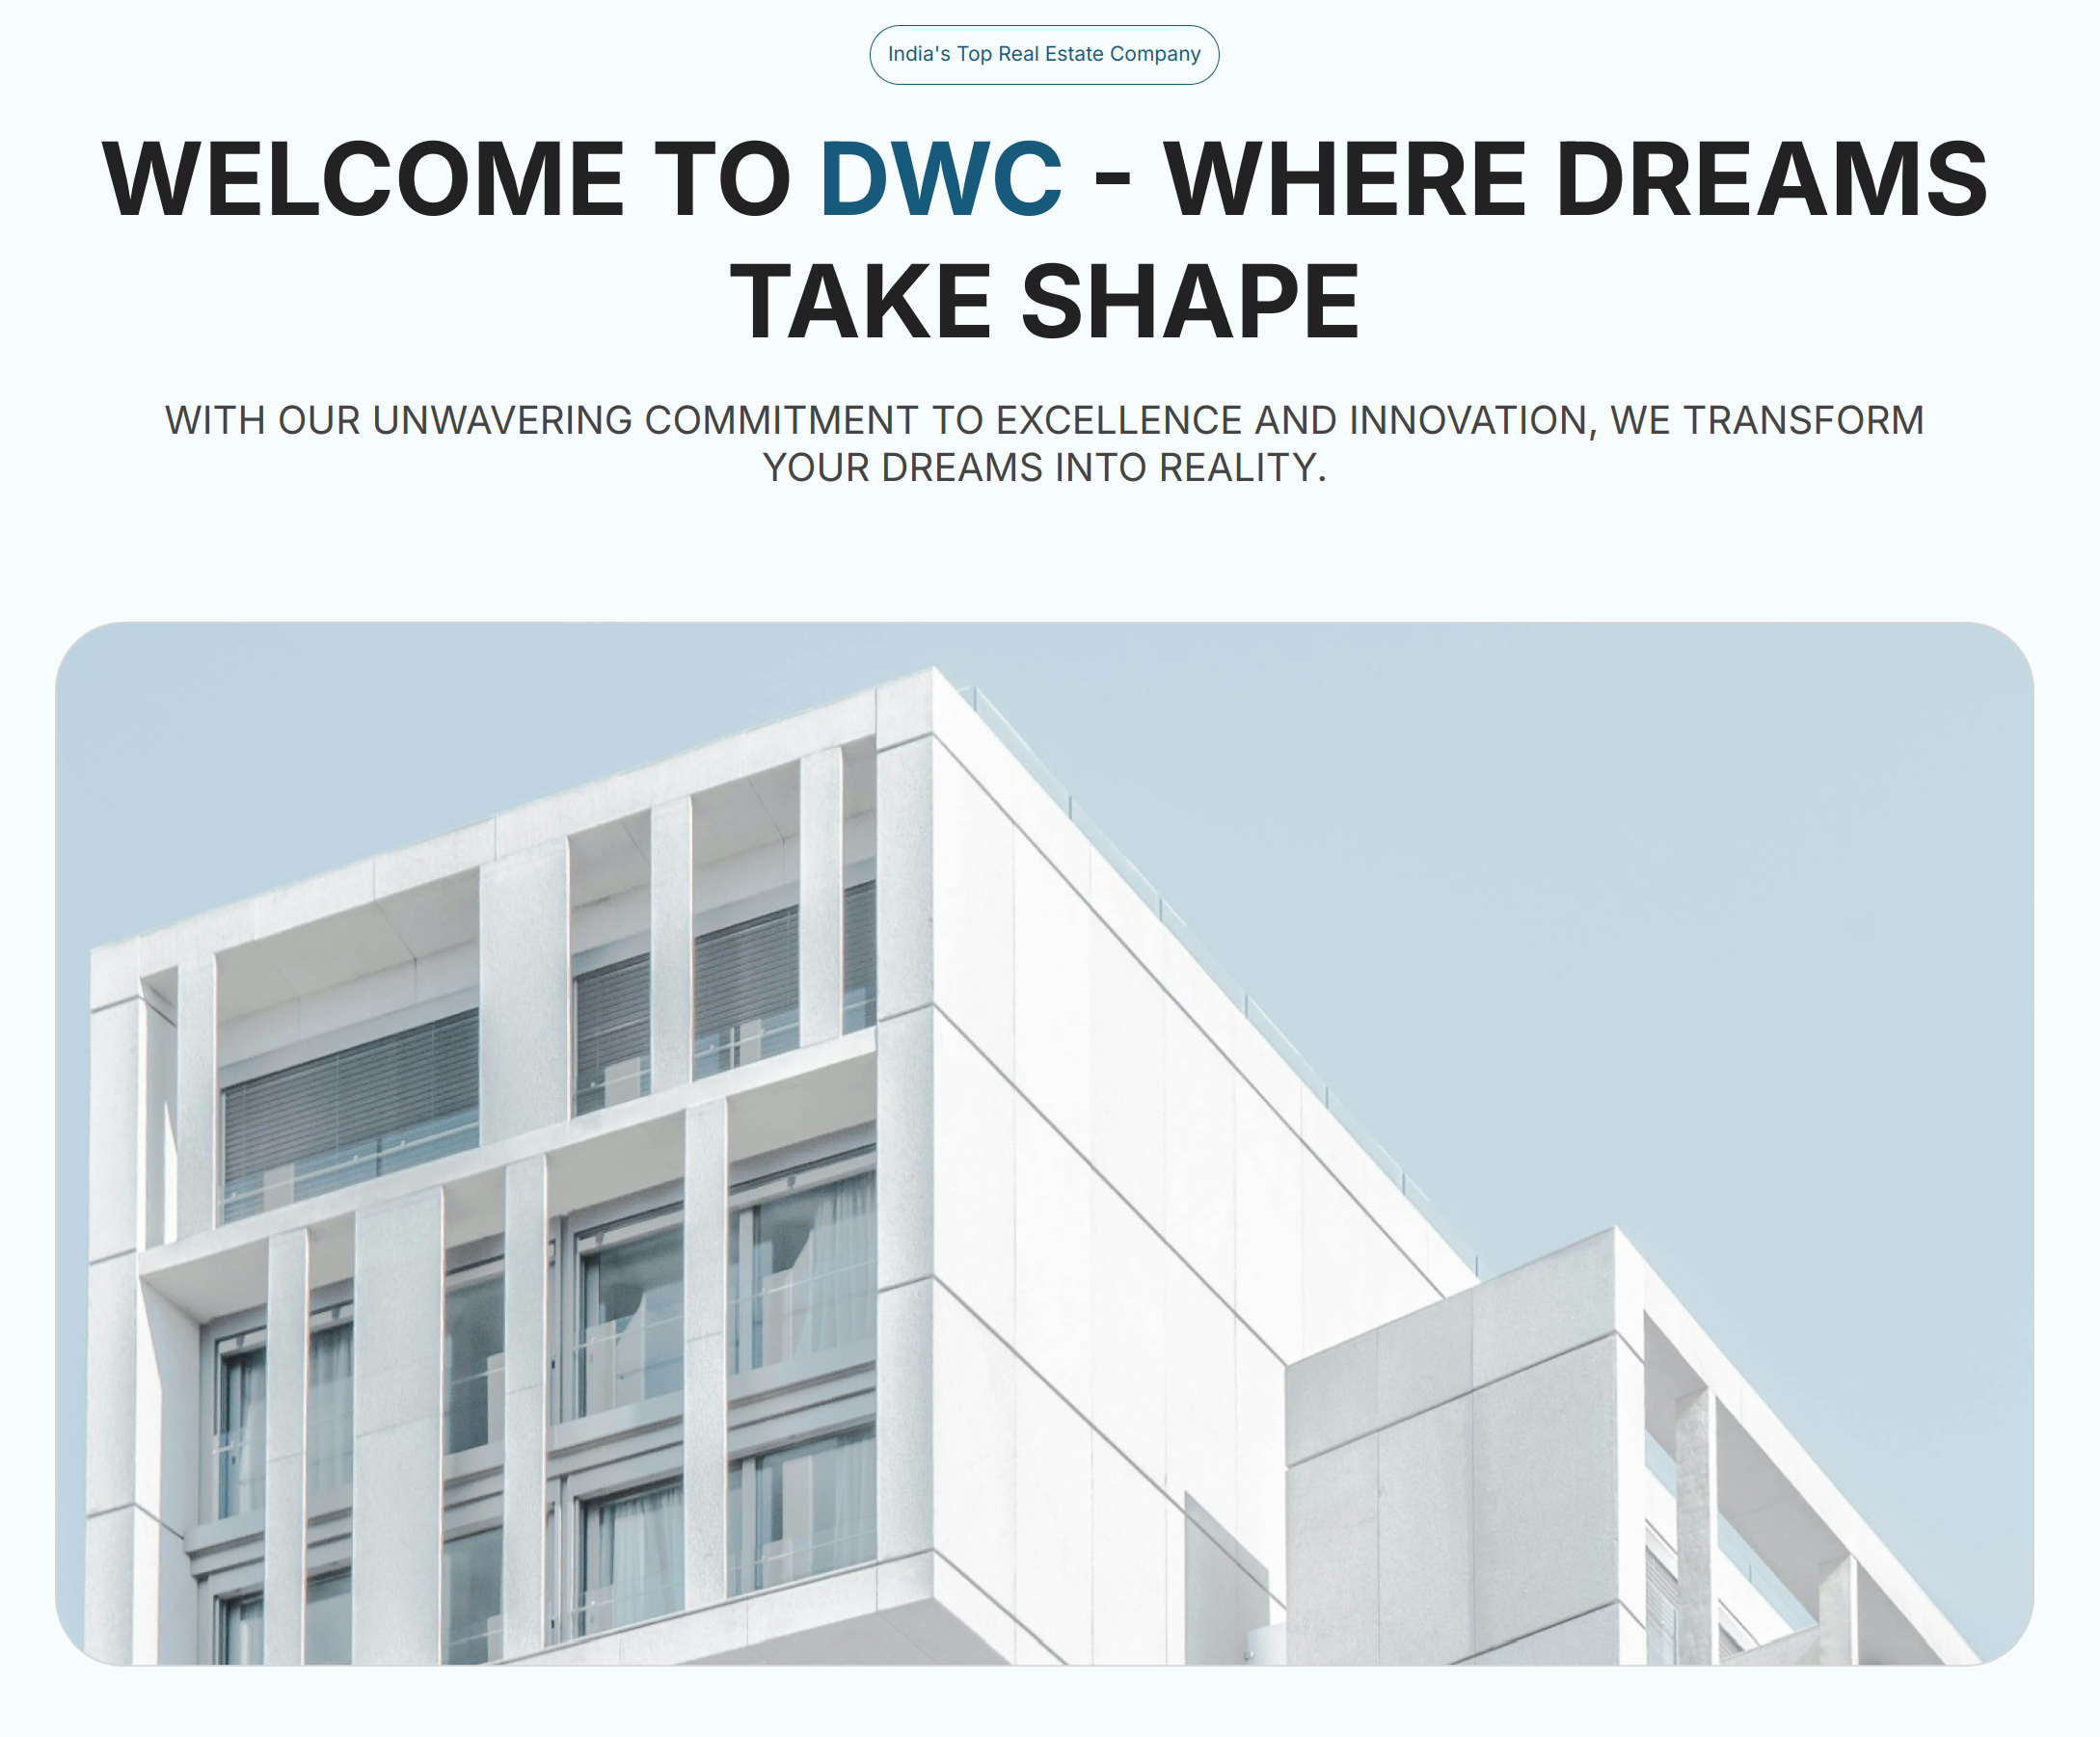 India's Top Real Estate Company
WELCOME TO DWC - WHERE DREAMS
TAKE SHAPE
WITH OUR UNWAVERING COMMITMENT TO EXCELLENCE AND INNOVATION, WE TRANSFORM
YOUR DREAMS INTO REALITY.